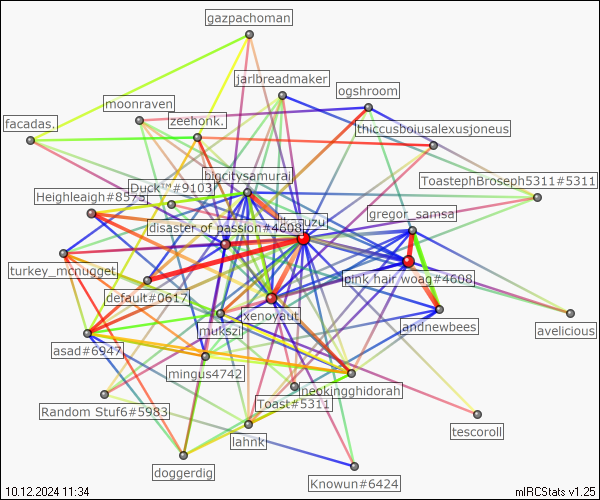 gazpachoman
jarlbreadmaker
ogshroom
moonraven
zeehonk.
facadas.
thiccusboiusalexusjoneus
bigcitysamurai
ToastephBroseph5311#5311
Duck™#9103
Heighleaigh#8575
gregor_samsa
disaster of passion#4608
turkey_mcnugget
pink hair woag#4608
default#0617
xenoyaut
mukszi
andnewbees
avelicious
asad#6947
mingus4742
neokingghidorah
Toast#5311
Random Stuf6#5983
tescoroll
lahnk
doggerdig
Knowun#6424
10.12.2024 11:34
mIRCStats v1.25